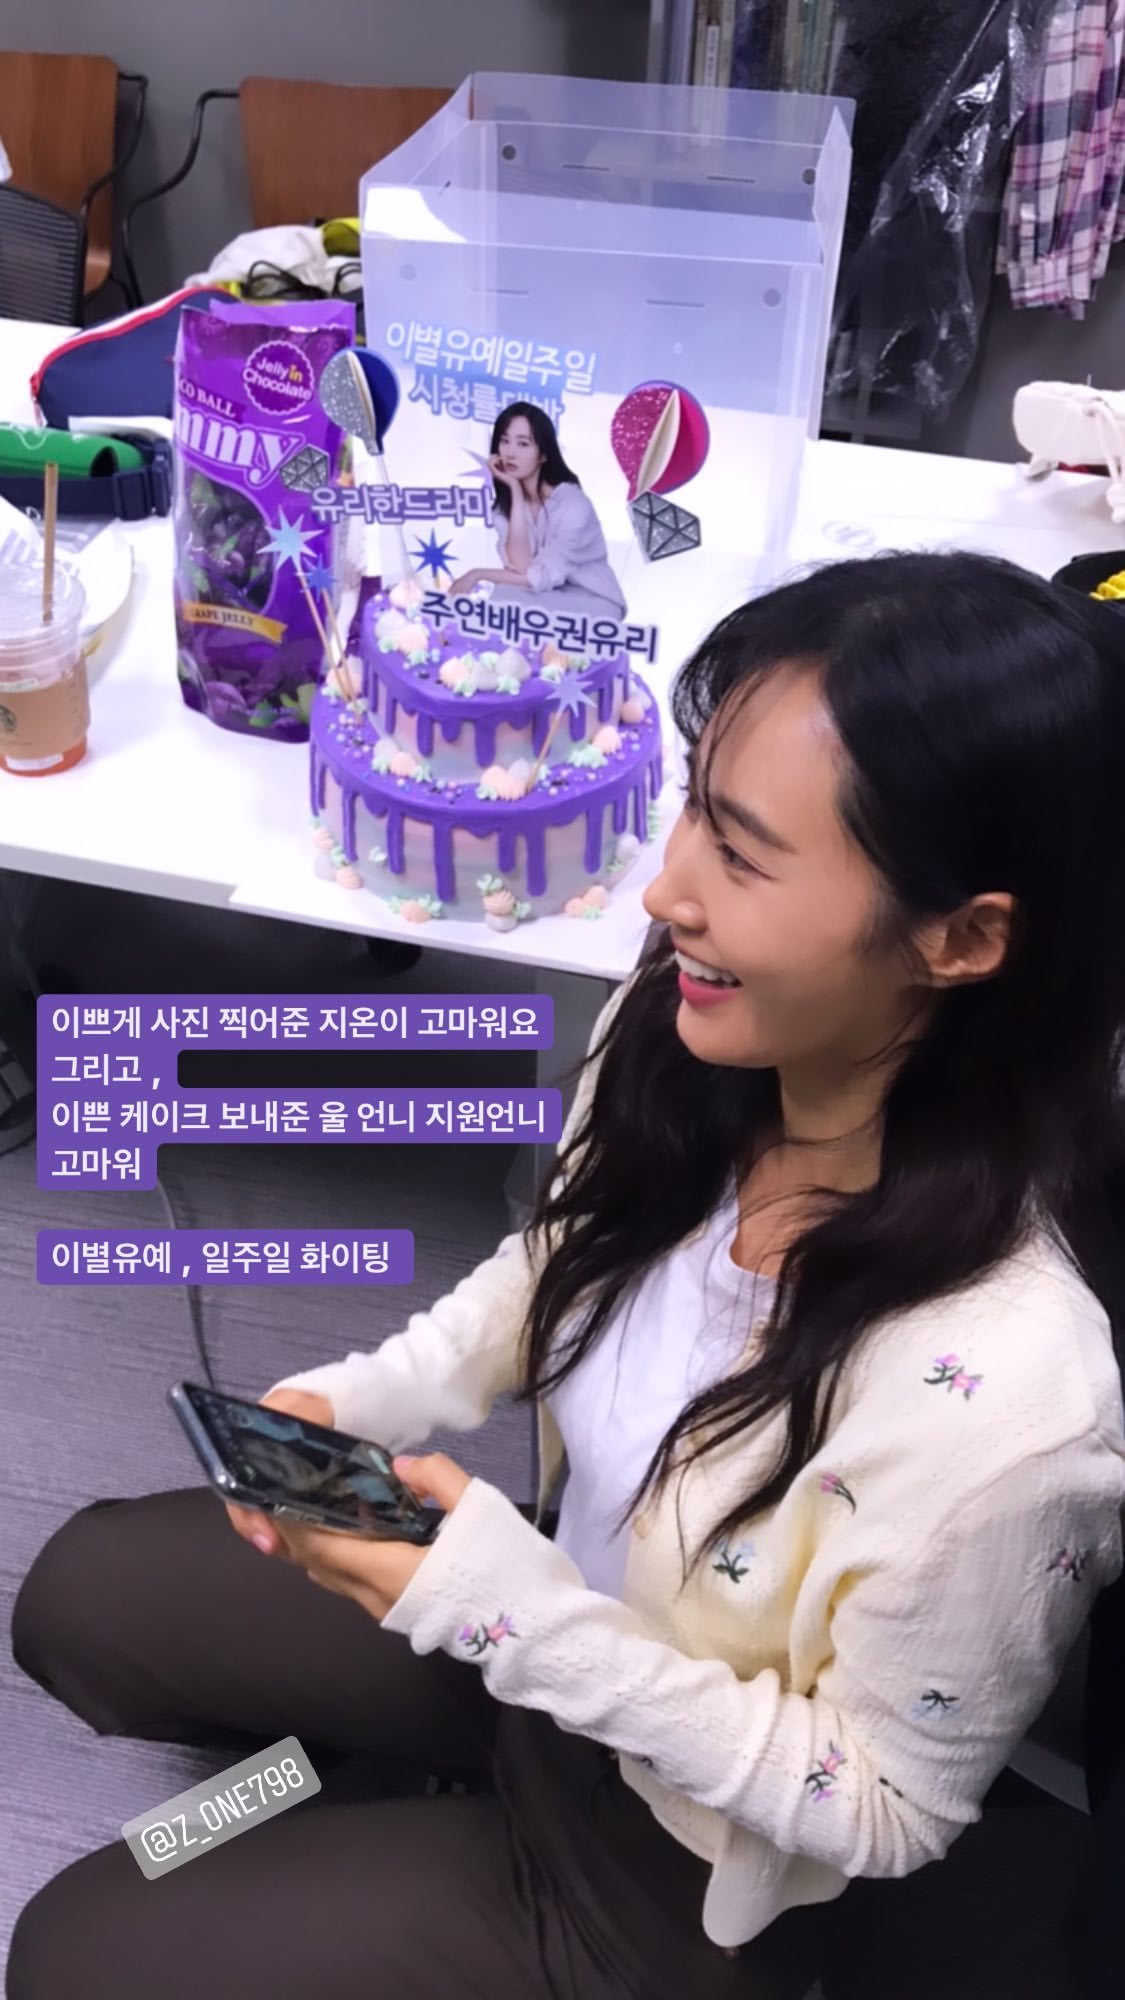 이별유예일주일
시청률대박
Jelly in
Chocolate
CO BALL
mmy
유리한드라마
주연배우권유리
GRAPE JELLY
이쁘게 사진 찍어준 지온이 고마워요
그리고 ,
이쁜 케이크 보내준 울 언니 지원언니
고마워
이별유예 , 일주일 화이팅
@Z_ONE798